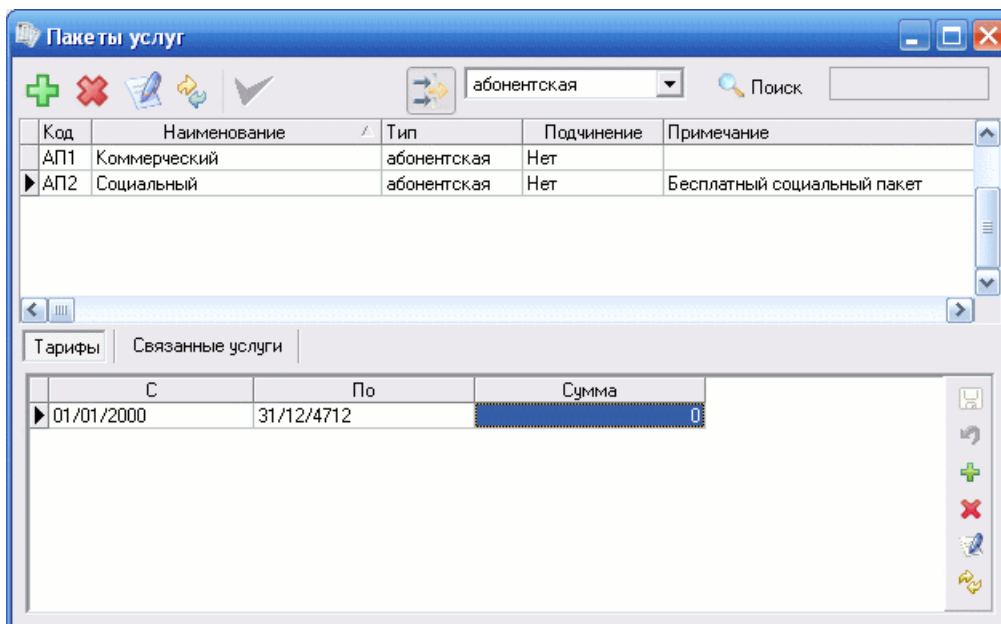 Пакеты услуг
абонентская Поиск
Код Наименование Тип Подчинение Примечание
АП1 Коммерческий абонентская Нет
АП2 Социальный абонентская Нет Бесплатный социальный пакет
Тарифы Связанные услуги
С По Сумма
01/01/2000 31/12/4712 0